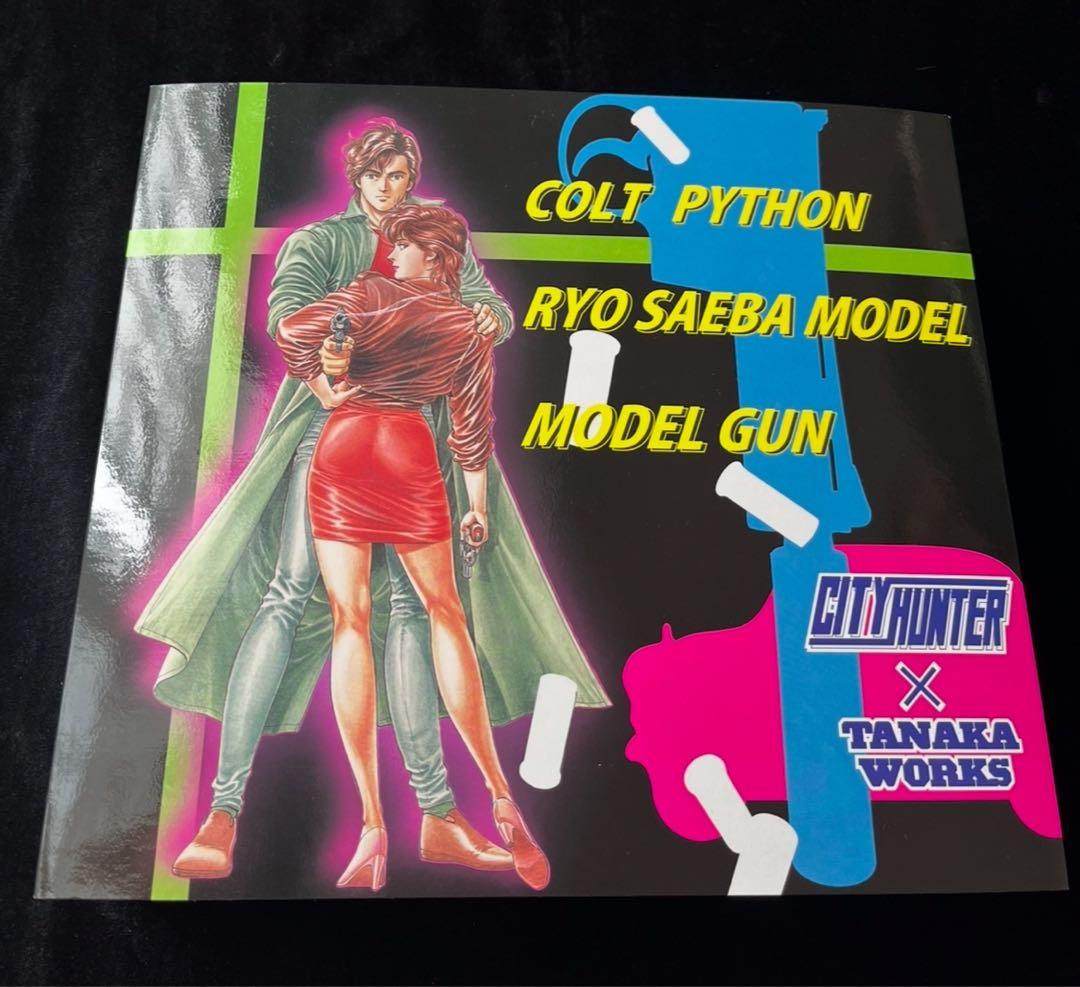 COLT PYTHON
RYO SAEBA MODEL
MODEL GUN
CITY HUNTER
×
TANAKA
WORKS